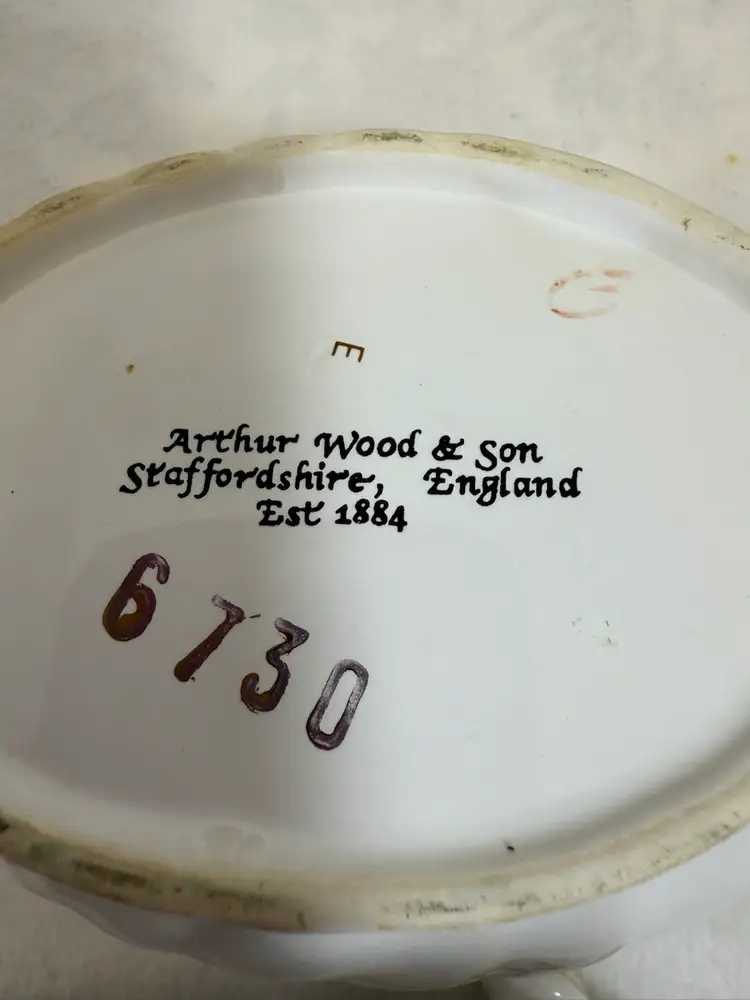 E
Arthur Wood & Son
Staffordshire, England
Est 1884
6730